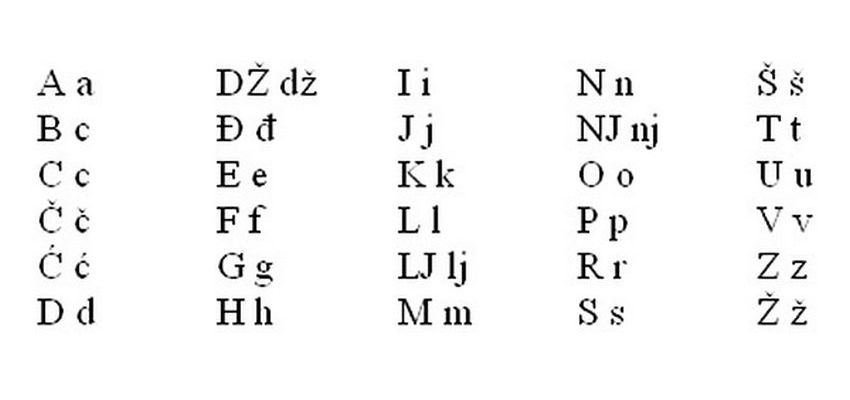 A a DŽ dž I i N n Š š
B c Đ đ J j NJ nj T t
C c E e K k O o U u
Č č F f L l P p V v
Ć ć G g LJ lj R r Z z
D d H h M m S s Ž ž